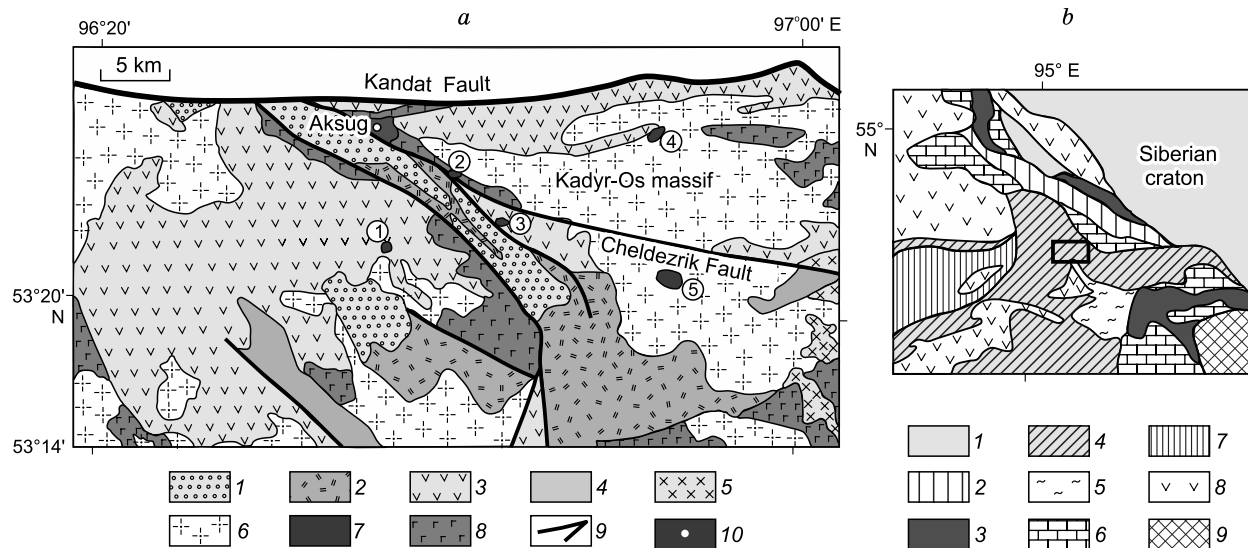 a
b
96°20'
97°00' E
5 km
Kandat Fault
Aksug
2
4
Kadyr-Os massif
3
1
Cheldezrik Fault
5
53°20'
N
53°14'
1 2 3 4 5
6 7 8 9 10
95° E
55°
N
Siberian
craton
1 4 7
2 5 8
3 6 9